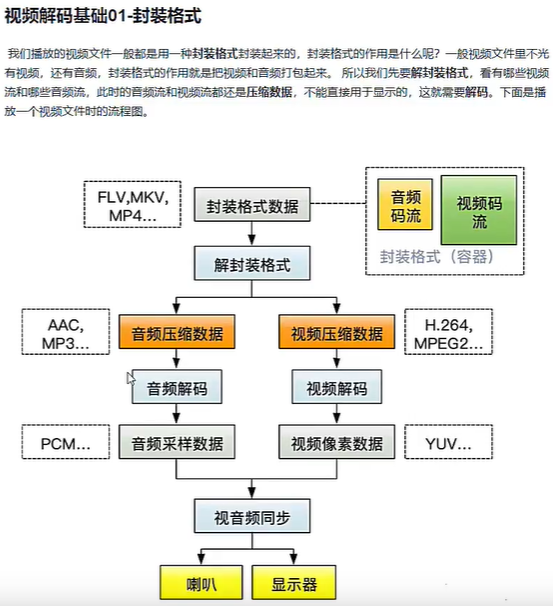 视频解码基础01-封装格式
我们播放的视频文件一般都是用一种封装格式封装起来的，封装格式的作用是什么呢？一般视频文件里不光
有视频，还有音频，封装格式的作用就是把视频和音频打包起来。 所以我们先要解封装格式，看有哪些视频
流和哪些音频流，此时的音频流和视频流都还是压缩数据，不能直接用于显示的，这就需要解码。下面是播
放一个视频文件时的流程图。
FLV,MKV,
MP4...
封装格式数据
音频
码流
视频码
流
封装格式（容器）
解封装格式
AAC,
MP3...
音频压缩数据
视频压缩数据
H.264,
MPEG2...
音频解码
视频解码
PCM...
音频采样数据
视频像素数据
YUV...
视音频同步
喇叭
显示器